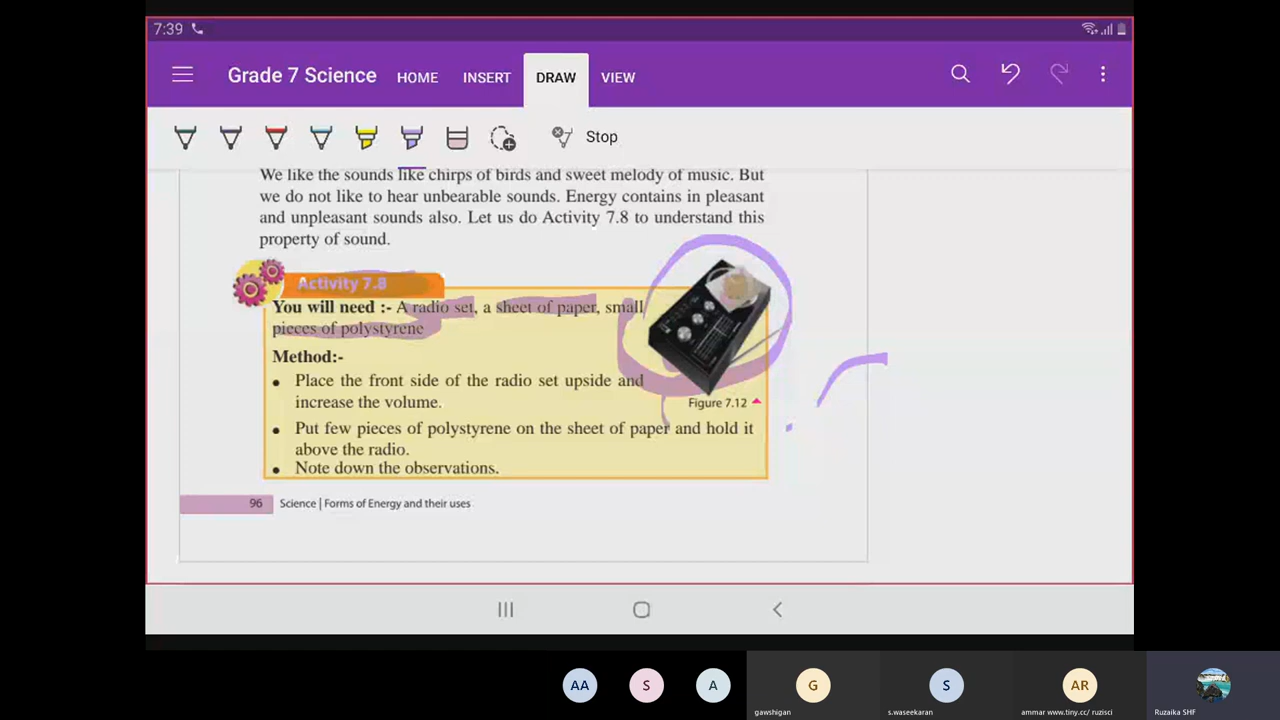 7:39
Grade 7 Science HOME INSERT DRAW VIEW
Stop
We like the sounds like chirps of birds and sweet melody of music. But
we do not like to hear unbearable sounds. Energy contains in pleasant
and unpleasant sounds also. Let us do Activity 7.8 to understand this
property of sound.
Activity 7.8
You will need :- A radio set, a sheet of paper, small
pieces of polystyrene
Method:-
• Place the front side of the radio set upside and
increase the volume.
Figure 7.12
• Put few pieces of polystyrene on the sheet of paper and hold it
above the radio.
• Note down the observations.
96 Science | Forms of Energy and their uses
AA S A G S AR
gawshigan s.waseekaran ammar www.tiny.cc/ ruzisci Ruzaika SHF